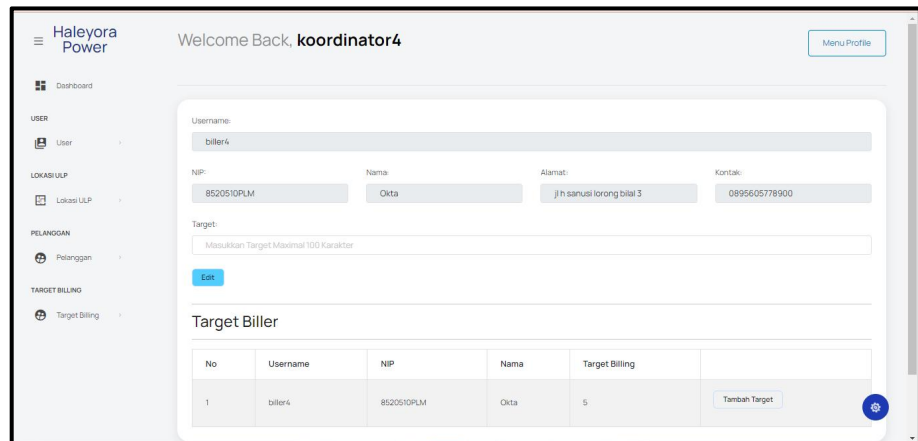 Haleyora
Power
Welcome Back, koordinator4
Menu Profile
Dashboard
USER
User
LOKASI ULP
Lokasi ULP
PELANGGAN
Pelanggan
TARGET BILLING
Target Billing
Username:
biller4
NIP: Nama: Alamat: Kontak:
8520510PLM Okta jl h sanusi lorong bilal 3 0895605778900
Target:
Masukkan Target Maximal 100 Karakter
Edit
Target Biller
No Username NIP Nama Target Billing
1 biller4 8520510PLM Okta 5 Tambah Target